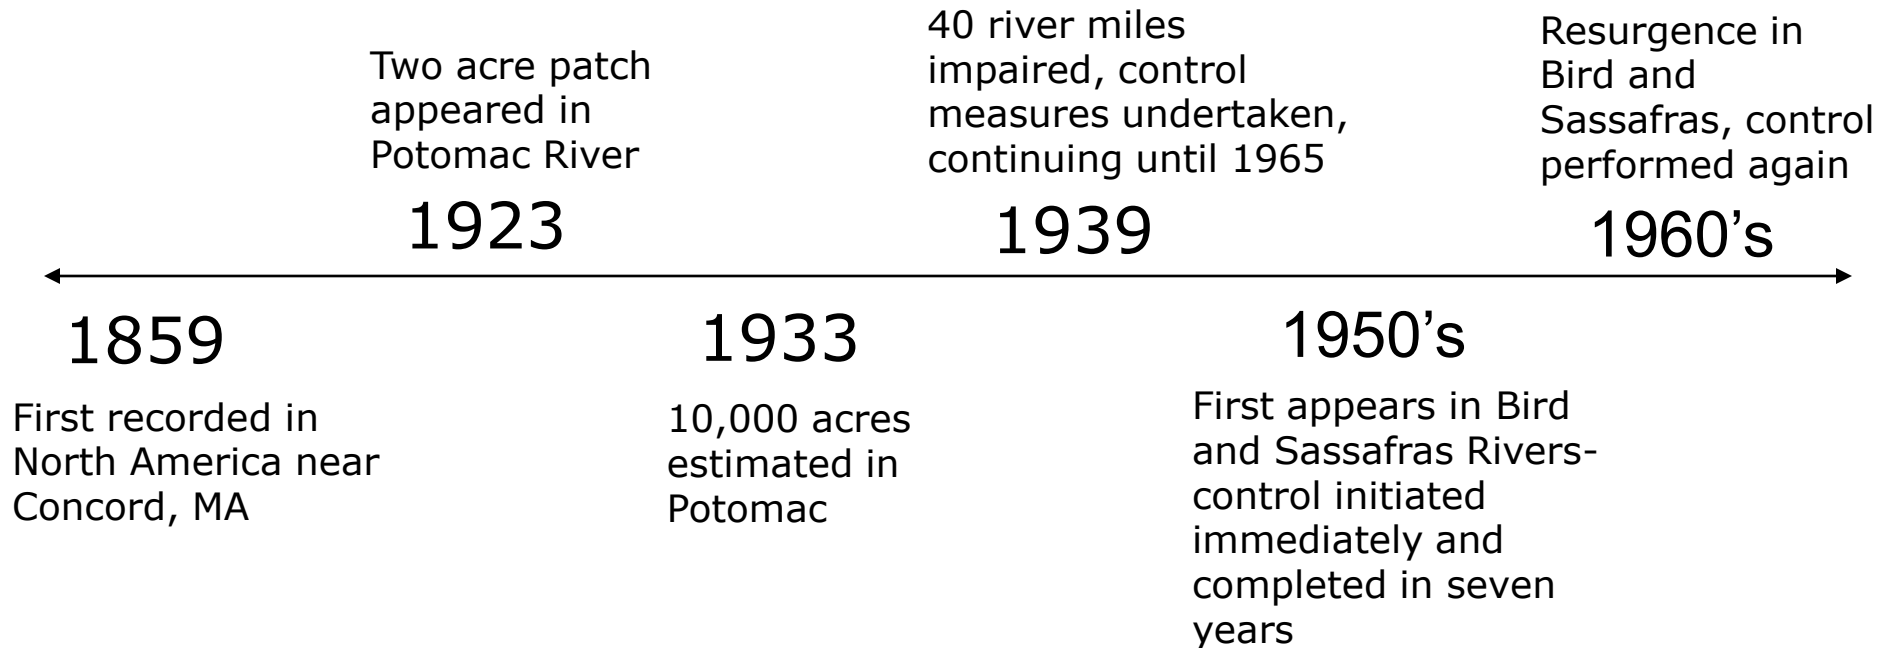 Two acre patch
appeared in
Potomac River
1923
40 river miles
impaired, control
measures undertaken,
continuing until 1965
1939
Resurgence in
Bird and
Sassafras, control
performed again
1960’s
1859
First recorded in
North America near
Concord, MA
1933
10,000 acres
estimated in
Potomac
1950’s
First appears in Bird
and Sassafras Rivers-
control initiated
immediately and
completed in seven
years